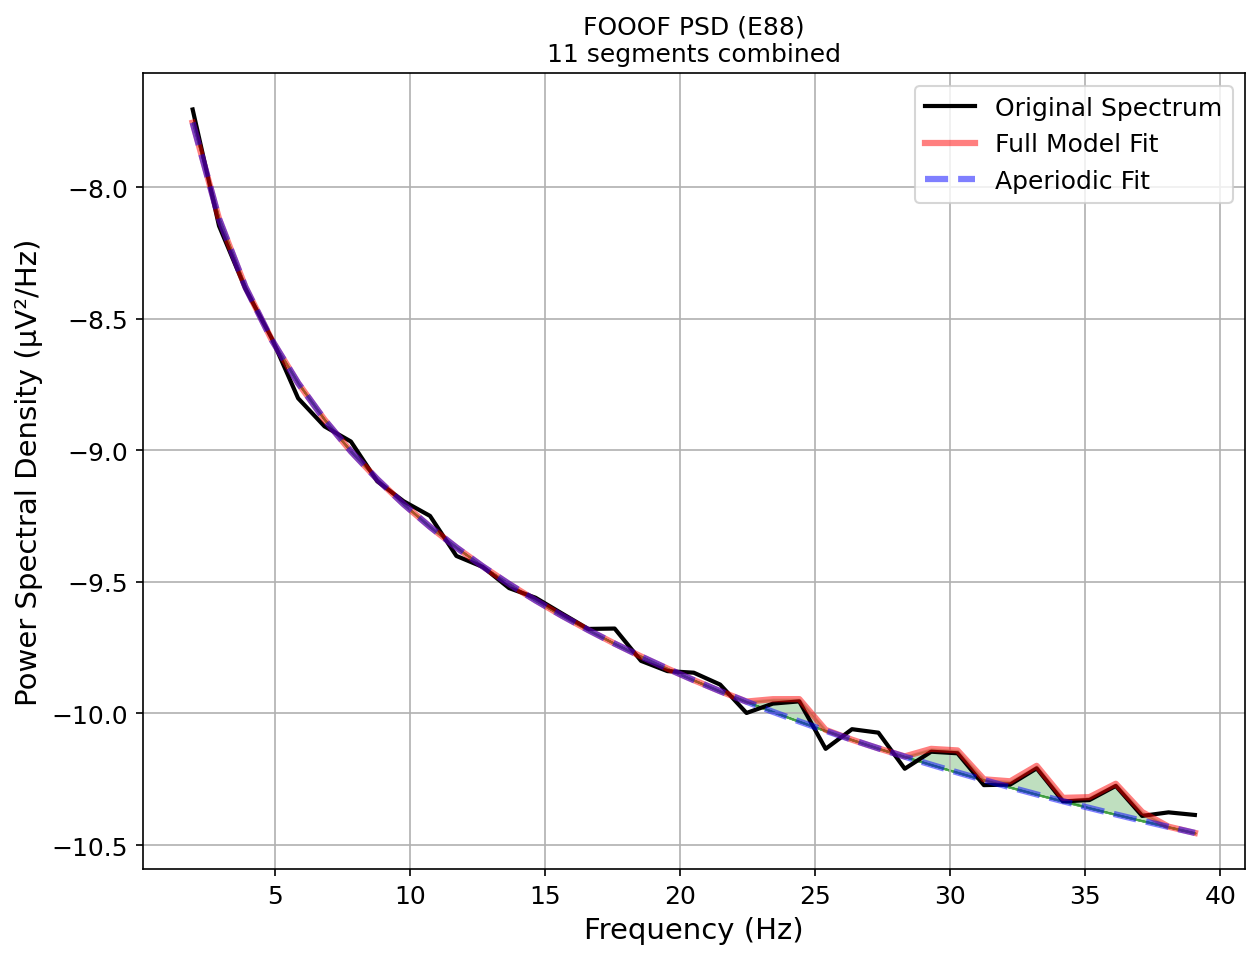 FOOOF PSD (E88)
11 segments combined
Original Spectrum
Full Model Fit
Aperiodic Fit
Power Spectral Density (µV²/Hz)
−8.0
−8.5
−9.0
−9.5
−10.0
−10.5
5 10 15 20 25 30 35 40
Frequency (Hz)